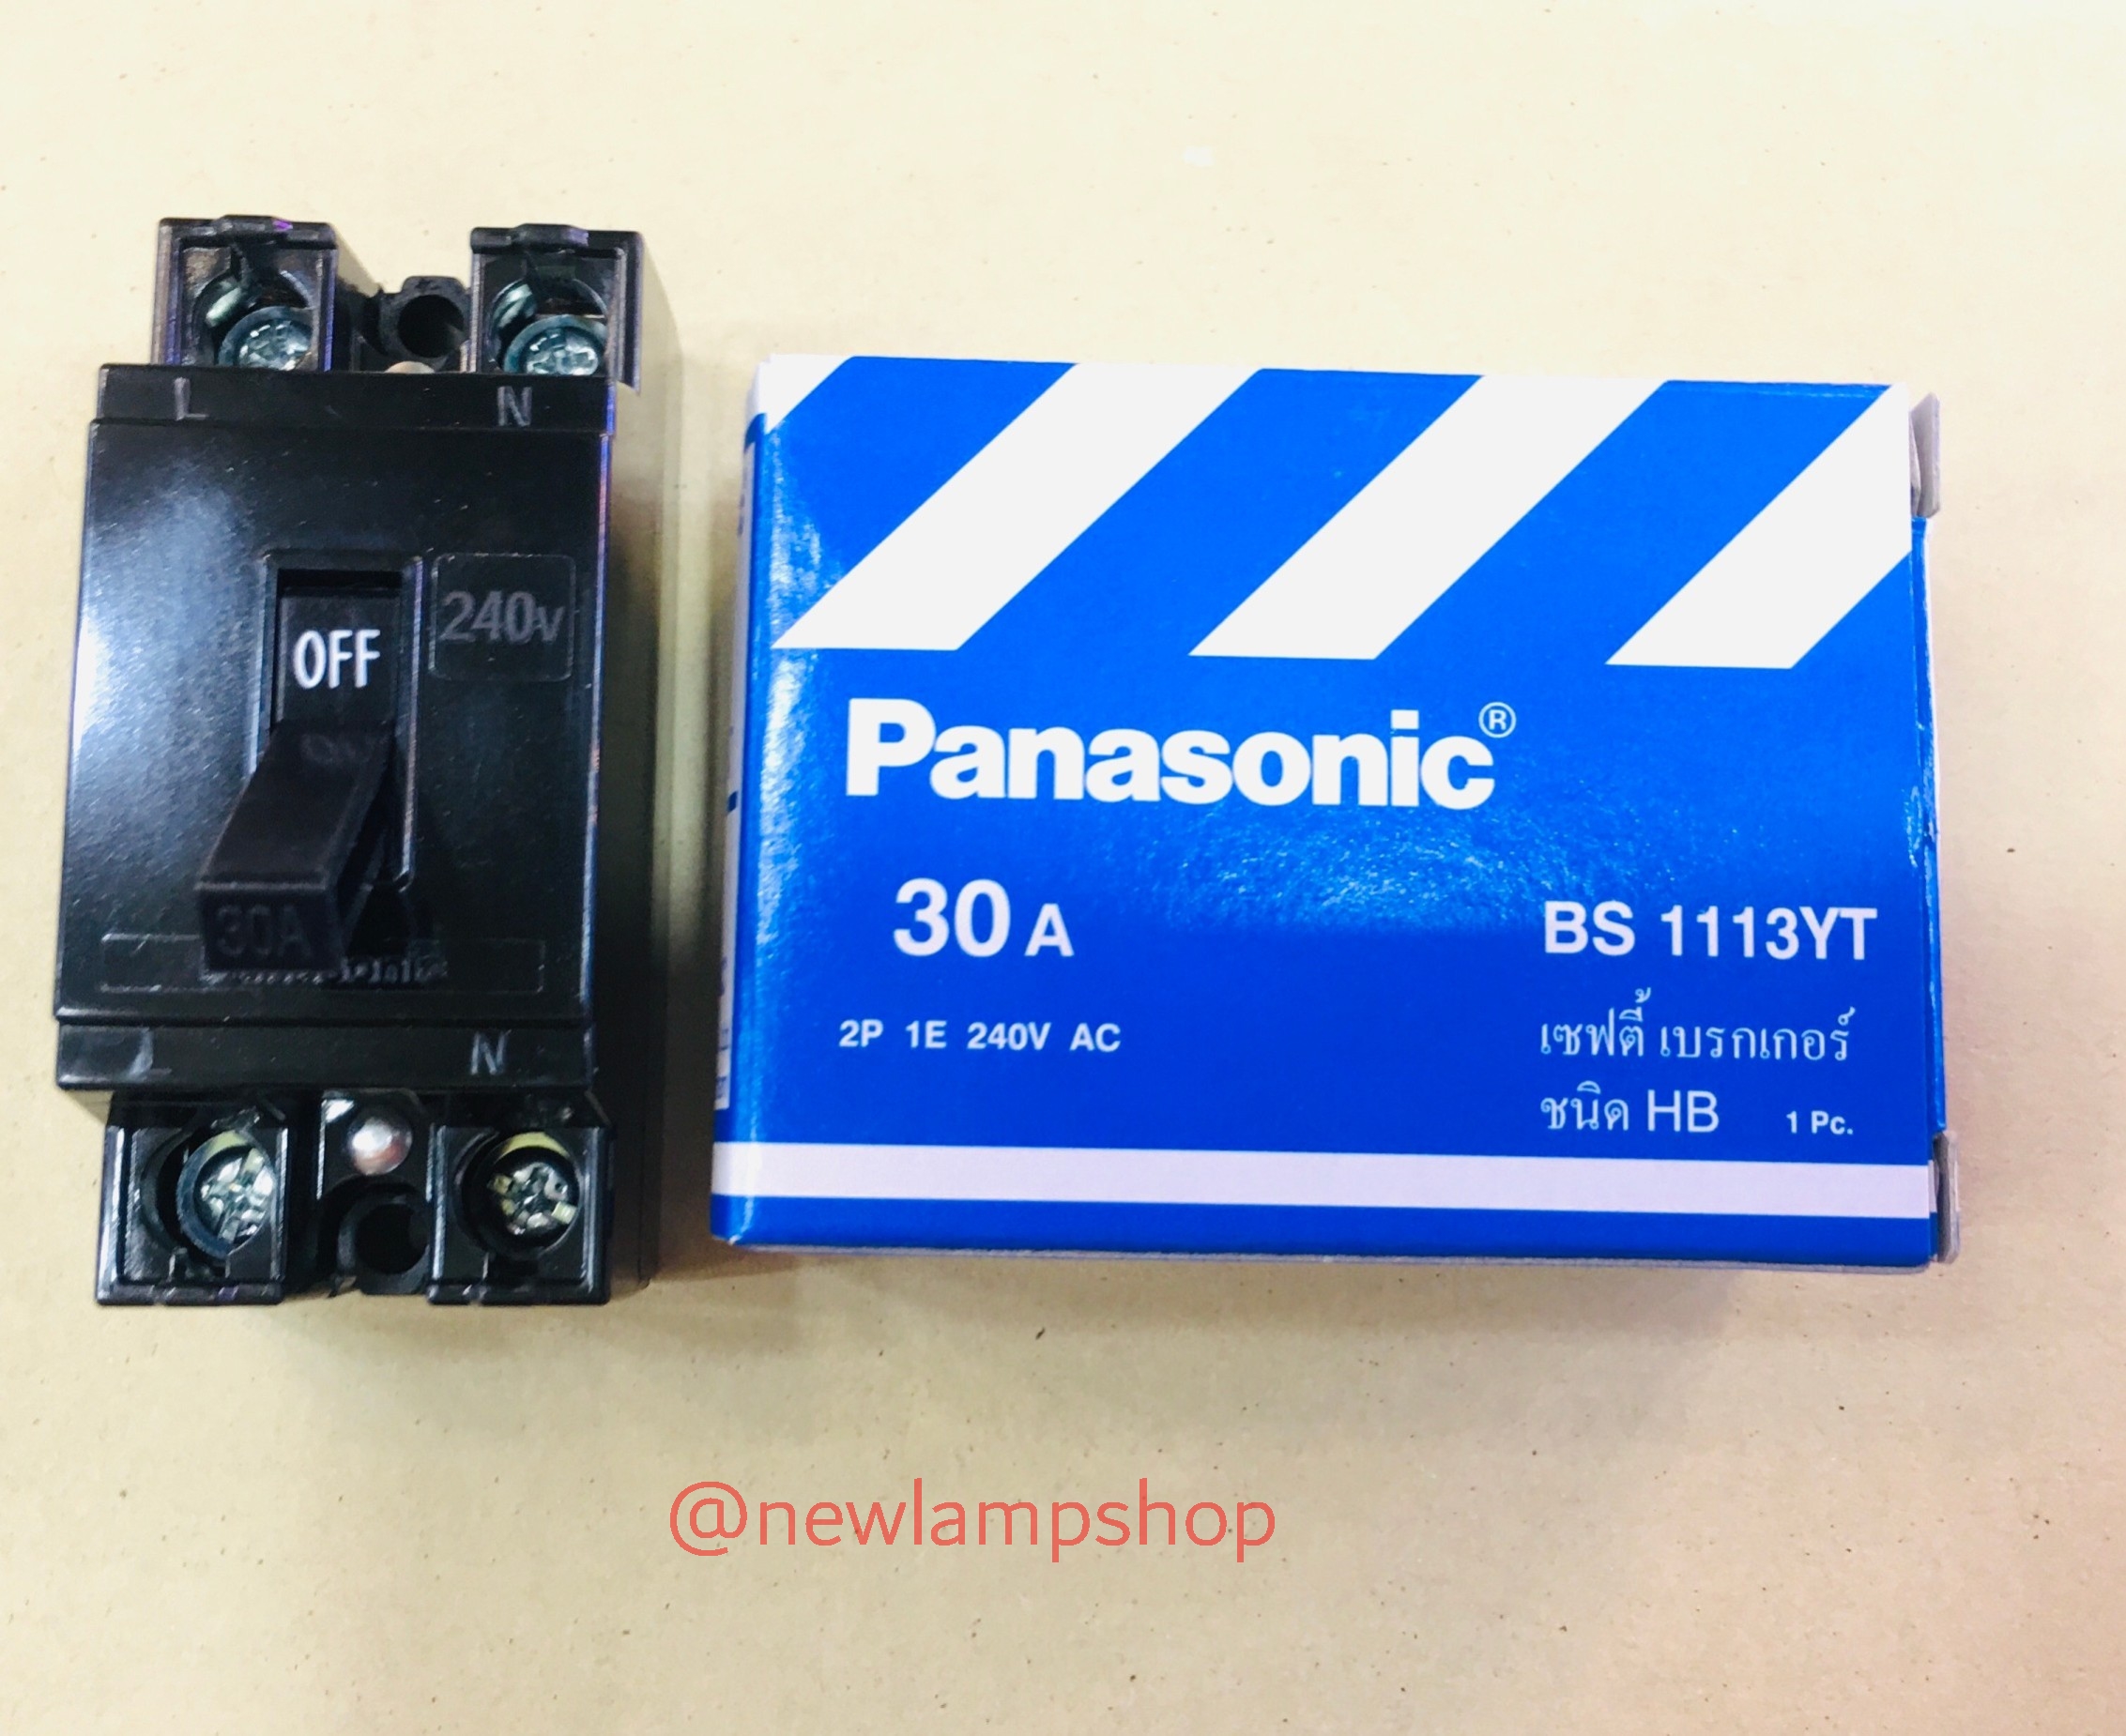 L N
OFF
240V
30A
L N
Panasonic®
30 A
BS 1113YT
2P 1E 240V AC
เซฟตี้ เบรกเกอร์
ชนิด HB 1 Pc.
@newlampshop